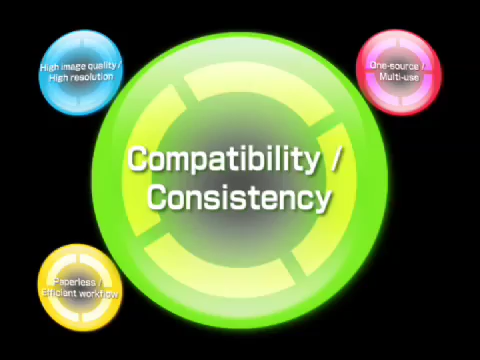 High image quality /
High resolution
One-source /
Multi-use
Compatibility /
Consistency
Paperless /
Efficient workflow